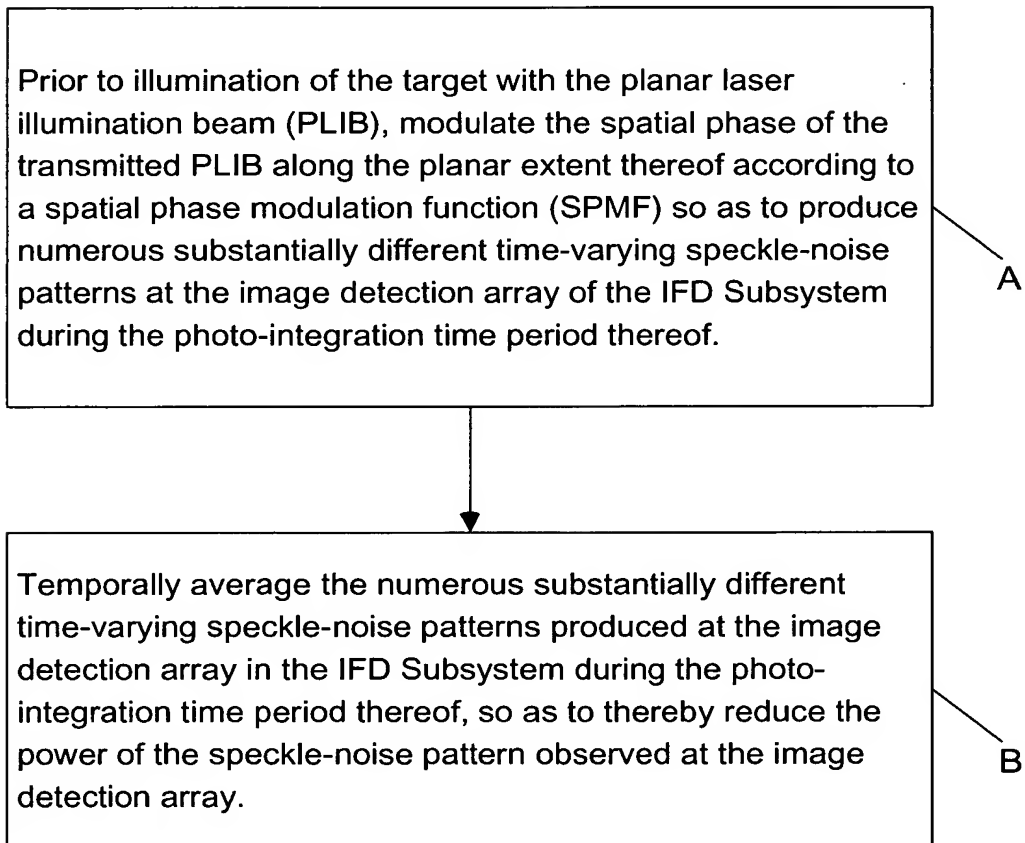 Prior to illumination of the target with the planar laser
illumination beam (PLIB), modulate the spatial phase of the
transmitted PLIB along the planar extent thereof according to
a spatial phase modulation function (SPMF) so as to produce
numerous substantially different time-varying speckle-noise
patterns at the image detection array of the IFD Subsystem
during the photo-integration time period thereof.
A
Temporally average the numerous substantially different
time-varying speckle-noise patterns produced at the image
detection array in the IFD Subsystem during the photo-
integration time period thereof, so as to thereby reduce the
power of the speckle-noise pattern observed at the image
detection array.
B